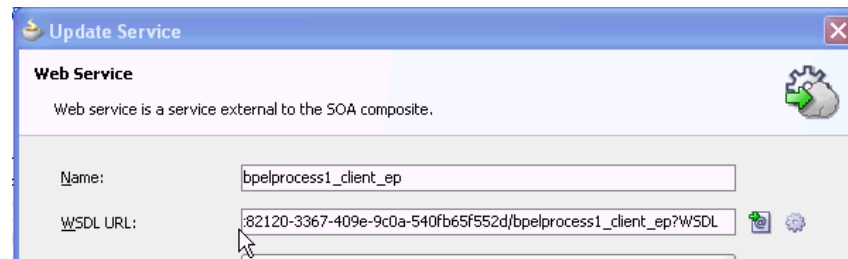 Update Service
Web Service
Web service is a service external to the SOA composite.
Name: bpelprocess1_client_ep
WSDL URL: :82120-3367-409e-9c0a-540fb65f552d/bpelprocess1_client_ep?WSDL